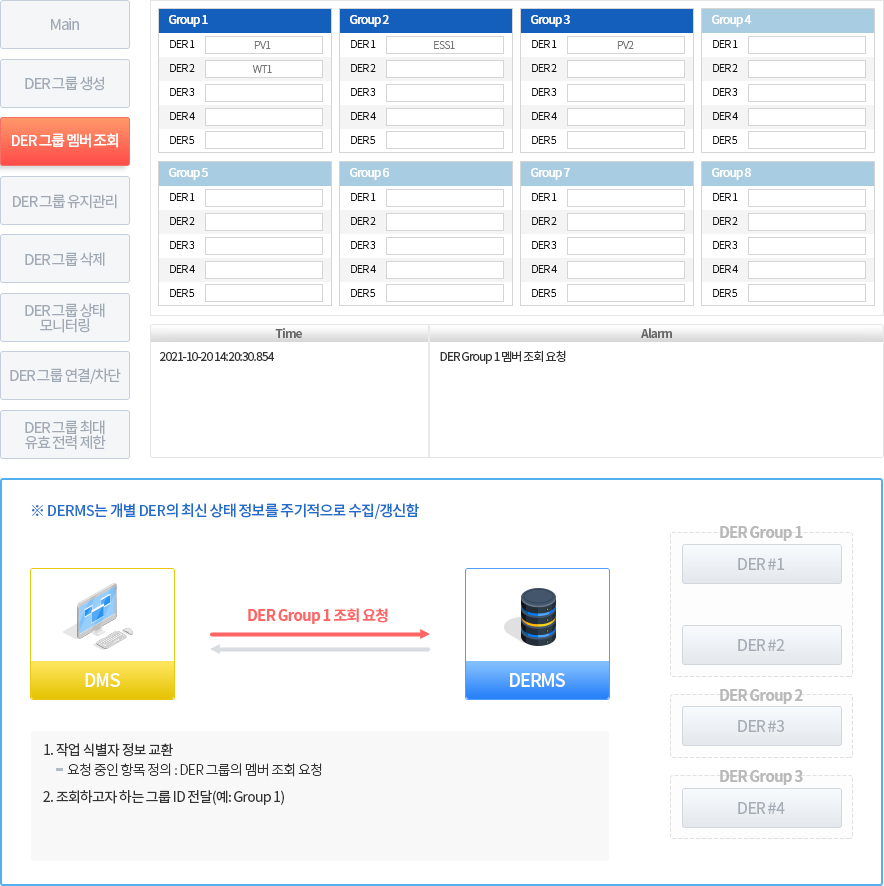 Main
DER 그룹 생성
DER 그룹 멤버 조회
DER 그룹 유지관리
DER 그룹 삭제
DER 그룹 상태
모니터링
DER 그룹 연결/차단
DER 그룹 최대
유효 전력 제한
Group 1
DER 1 PV1
DER 2 WT1
DER 3
DER 4
DER 5
Group 2
DER 1 ESS1
DER 2
DER 3
DER 4
DER 5
Group 3
DER 1 PV2
DER 2
DER 3
DER 4
DER 5
Group 4
DER 1
DER 2
DER 3
DER 4
DER 5
Group 5
DER 1
DER 2
DER 3
DER 4
DER 5
Group 6
DER 1
DER 2
DER 3
DER 4
DER 5
Group 7
DER 1
DER 2
DER 3
DER 4
DER 5
Group 8
DER 1
DER 2
DER 3
DER 4
DER 5
Time Alarm
2021-10-20 14:20:30.854 DER Group 1 멤버 조회 요청
※ DERMS는 개별 DER의 최신 상태 정보를 주기적으로 수집/갱신함
DMS
DER Group 1 조회 요청
DERMS
1. 작업 식별자 정보 교환
– 요청 중인 항목 정의 : DER 그룹의 멤버 조회 요청
2. 조회하고자 하는 그룹 ID 전달(예: Group 1)
DER Group 1
DER #1
DER #2
DER Group 2
DER #3
DER Group 3
DER #4